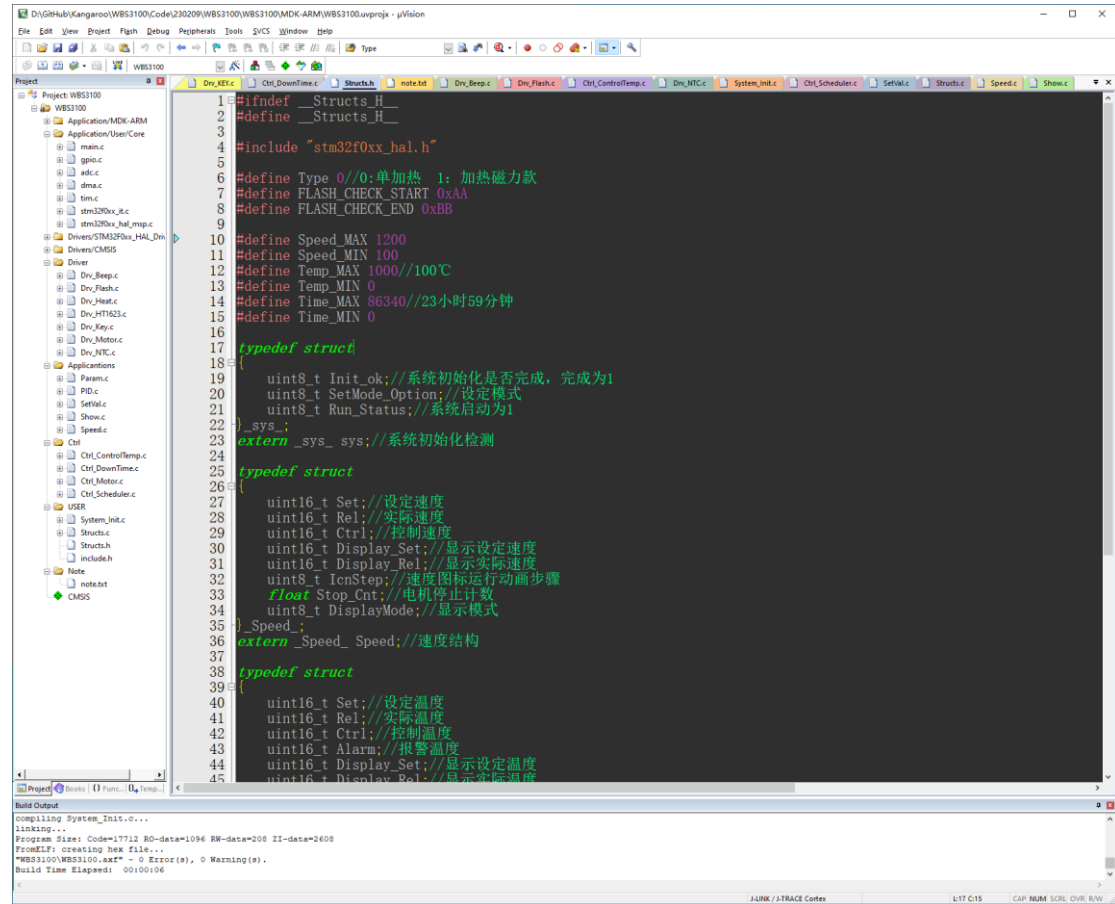 D:\GitHub\Kangaroo\WBS3100\Code\230209\WBS3100\WBS3100\MDK-ARM\WBS3100.uvprojx - µVision
File Edit View Project Flash Debug Peripherals Tools SVCS Window Help
Type
WBS3100
Project
Drv_KEY.c Ctrl_DownTime.c Structs.h note.txt Drv_Beep.c Drv_Flash.c Ctrl_ControlTemp.c Drv_NTC.c System_Init.c Ctrl_Scheduler.c SetVal.c Structs.c Speed.c Show.c
Project: WBS3100
WBS3100
Application/MDK-ARM
Application/User/Core
main.c
gpio.c
adc.c
dma.c
tim.c
stm32f0xx_it.c
stm32f0xx_hal_msp.c
Drivers/STM32F0xx_HAL_Driv
Drivers/CMSIS
Driver
Drv_Beep.c
Drv_Flash.c
Drv_Heat.c
Drv_HT1623.c
Drv_Key.c
Drv_Motor.c
Drv_NTC.c
Applicantions
Param.c
PID.c
SetVal.c
Show.c
Speed.c
Ctrl
Ctrl_ControlTemp.c
Ctrl_DownTime.c
Ctrl_Motor.c
Ctrl_Scheduler.c
USER
System_Init.c
Structs.c
Structs.h
include.h
Note
note.txt
CMSIS
Project Books {} Func... 0 Temp...
1 #ifndef __Structs_H__
2 #define __Structs_H__
3
4 #include "stm32f0xx_hal.h"
5
6 #define Type 0//0:单加热 1: 加热磁力款
7 #define FLASH_CHECK_START 0xAA
8 #define FLASH_CHECK_END 0xBB
9
10 #define Speed_MAX 1200
11 #define Speed_MIN 100
12 #define Temp_MAX 1000//100℃
13 #define Temp_MIN 0
14 #define Time_MAX 86340//23小时59分钟
15 #define Time_MIN 0
16
17 typedef struct
18 {
19 uint8_t Init_ok;//系统初始化是否完成，完成为1
20 uint8_t SetMode_Option;//设定模式
21 uint8_t Run_Status;//系统启动为1
22 }_sys_;
23 extern _sys_ sys;//系统初始化检测
24
25 typedef struct
26 {
27 uint16_t Set;//设定速度
28 uint16_t Rel;//实际速度
29 uint16_t Ctrl;//控制速度
30 uint16_t Display_Set;//显示设定速度
31 uint16_t Display_Rel;//显示实际速度
32 uint8_t IcnStep;//速度图标运行动画步骤
33 float Stop_Cnt;//电机停止计数
34 uint8_t DisplayMode;//显示模式
35 }_Speed_;
36 extern _Speed_ Speed;//速度结构
37
38 typedef struct
39 {
40 uint16_t Set;//设定温度
41 uint16_t Rel;//实际温度
42 uint16_t Ctrl;//控制温度
43 uint16_t Alarm;//报警温度
44 uint16_t Display_Set;//显示设定温度
45 uint16_t Display_Rel;//显示实际温度
Build Output
compiling System_Init.c...
linking...
Program Size: Code=17712 RO-data=1096 RW-data=208 ZI-data=2608
FromELF: creating hex file...
"WBS3100\WBS3100.axf" - 0 Error(s), 0 Warning(s).
Build Time Elapsed: 00:00:06
J-LINK / J-TRACE Cortex L:17 C:15 CAP NUM SCRL OVR R/W